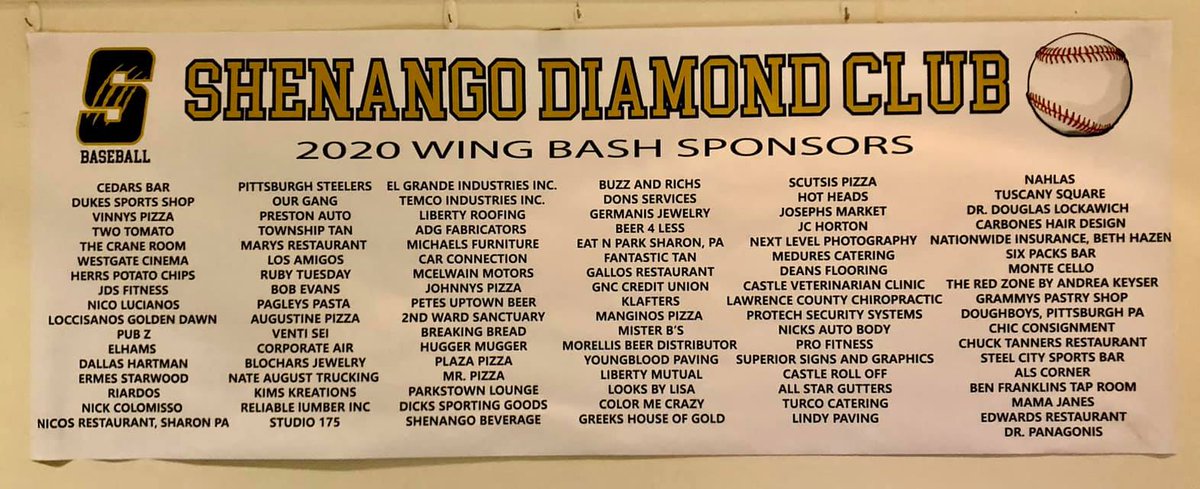 S
BASEBALL
SHENANGO DIAMOND CLUB
2020 WING BASH SPONSORS
CEDARS BAR
DUKES SPORTS SHOP
VINNYS PIZZA
TWO TOMATO
THE CRANE ROOM
WESTGATE CINEMA
HERRS POTATO CHIPS
JDS FITNESS
NICO LUCIANOS
LOCCISANOS GOLDEN DAWN
PUB Z
ELHAMS
DALLAS HARTMAN
ERMES STARWOOD
RIARDOS
NICK COLOMISSO
NICOS RESTAURANT, SHARON PA
PITTSBURGH STEELERS
OUR GANG
PRESTON AUTO
TOWNSHIP TAN
MARYS RESTAURANT
LOS AMIGOS
RUBY TUESDAY
BOB EVANS
PAGLEYS PASTA
AUGUSTINE PIZZA
VENTI SEI
CORPORATE AIR
BLOCHARS JEWELRY
NATE AUGUST TRUCKING
KIMS KREATIONS
RELIABLE IUMBER INC
STUDIO 175
EL GRANDE INDUSTRIES INC.
TEMCO INDUSTRIES INC.
LIBERTY ROOFING
ADG FABRICATORS
MICHAELS FURNITURE
CAR CONNECTION
MCELWAIN MOTORS
JOHNNYS PIZZA
PETES UPTOWN BEER
2ND WARD SANCTUARY
BREAKING BREAD
HUGGER MUGGER
PLAZA PIZZA
MR. PIZZA
PARKSTOWN LOUNGE
DICKS SPORTING GOODS
SHENANGO BEVERAGE
BUZZ AND RICHS
DONS SERVICES
GERMANIS JEWELRY
BEER 4 LESS
EAT N PARK SHARON, PA
FANTASTIC TAN
GALLOS RESTAURANT
GNC CREDIT UNION
KLAFTERS
MANGINOS PIZZA
MISTER B'S
MORELLIS BEER DISTRIBUTOR
YOUNGBLOOD PAVING
LIBERTY MUTUAL
LOOKS BY LISA
COLOR ME CRAZY
GREEKS HOUSE OF GOLD
SCUTSIS PIZZA
HOT HEADS
JOSEPHS MARKET
JC HORTON
NEXT LEVEL PHOTOGRAPHY
MEDURES CATERING
DEANS FLOORING
CASTLE VETERINARIAN CLINIC
LAWRENCE COUNTY CHIROPRACTIC
PROTECH SECURITY SYSTEMS
NICKS AUTO BODY
PRO FITNESS
SUPERIOR SIGNS AND GRAPHICS
CASTLE ROLL OFF
ALL STAR GUTTERS
TURCO CATERING
LINDY PAVING
NAHLAS
TUSCANY SQUARE
DR. DOUGLAS LOCKAWICH
CARBONES HAIR DESIGN
NATIONWIDE INSURANCE, BETH HAZEN
SIX PACKS BAR
MONTE CELLO
THE RED ZONE BY ANDREA KEYSER
GRAMMYS PASTRY SHOP
DOUGHBOYS, PITTSBURGH PA
CHIC CONSIGNMENT
CHUCK TANNERS RESTAURANT
STEEL CITY SPORTS BAR
ALS CORNER
BEN FRANKLINS TAP ROOM
MAMA JANES
EDWARDS RESTAURANT
DR. PANAGONIS